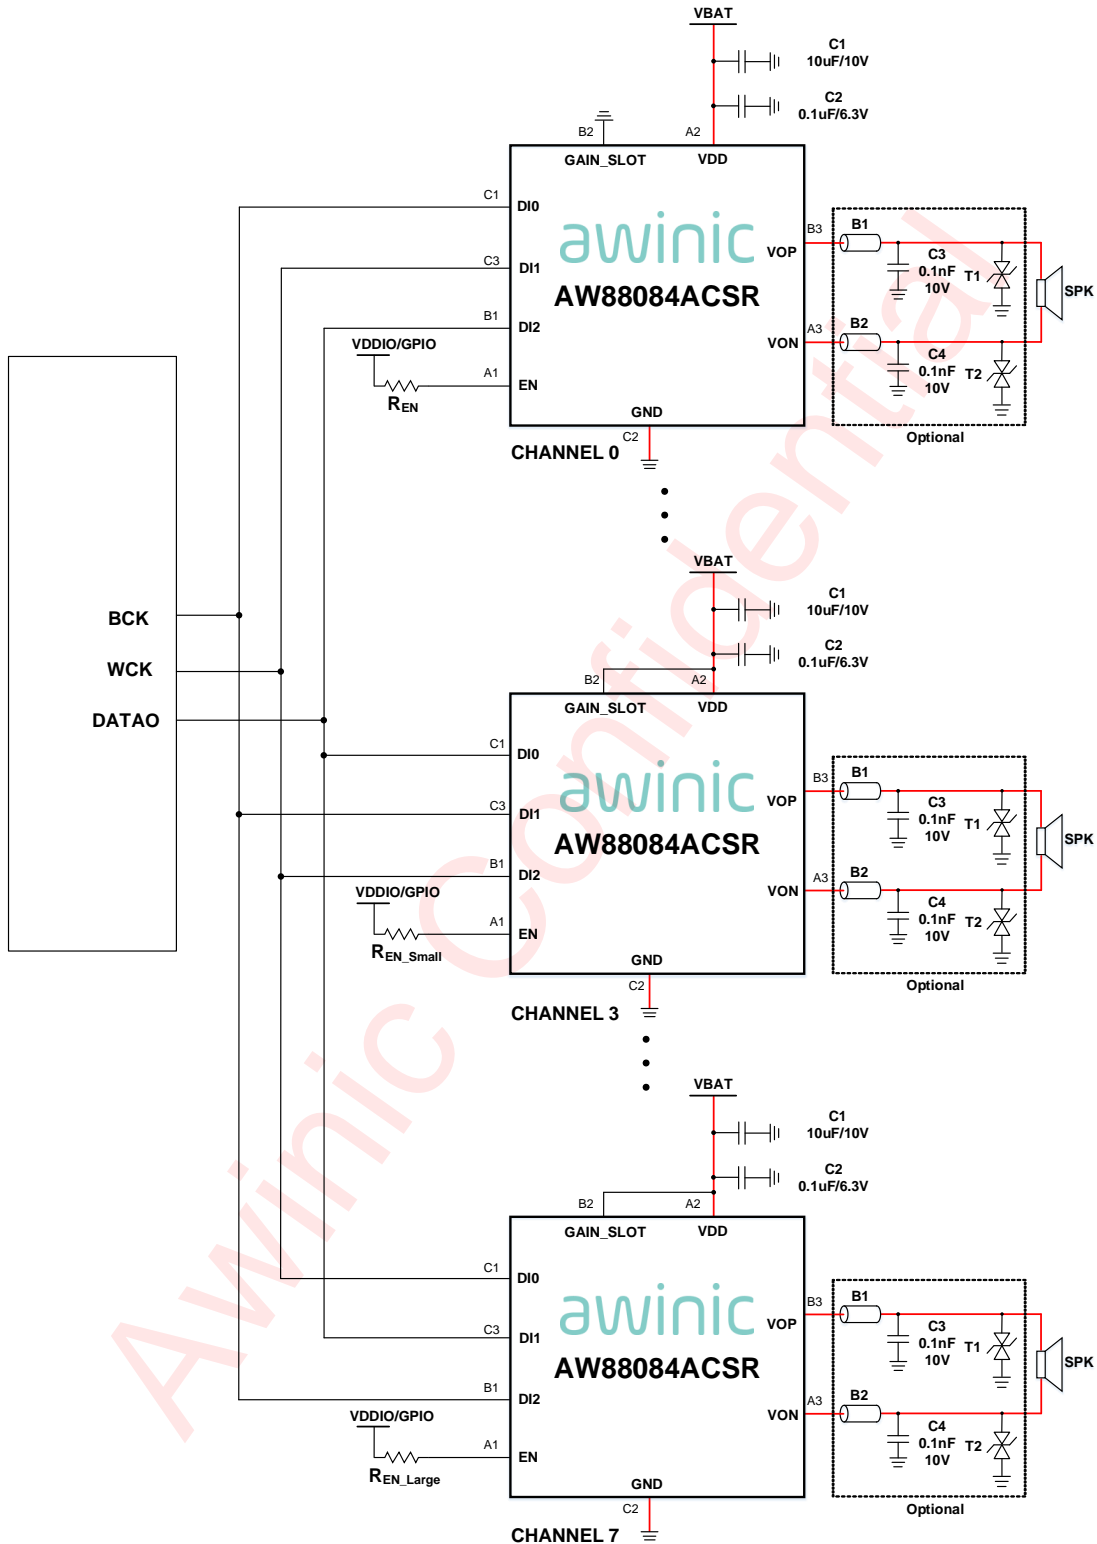 VBAT
C1
10uF/10V
C2
0.1uF/6.3V
B2
A2
GAIN_SLOT
VDD
C1
DI0
awinic
B3
VOP
C3
DI1
AW88084ACSR
B1
DI2
A3
VON
VDDIO/GPIO
A1
EN
REN
GND
C2
CHANNEL 0
B1
C3
0.1nF
10V
T1
SPK
B2
C4
0.1nF
10V
T2
Optional
BCK
WCK
DATAO
VBAT
C1
10uF/10V
C2
0.1uF/6.3V
B2
A2
GAIN_SLOT
VDD
C1
DI0
awinic
B3
VOP
C3
DI1
AW88084ACSR
B1
DI2
A3
VON
VDDIO/GPIO
A1
EN
REN_Small
GND
C2
CHANNEL 3
B1
C3
0.1nF
10V
T1
SPK
B2
C4
0.1nF
10V
T2
Optional
VBAT
C1
10uF/10V
C2
0.1uF/6.3V
B2
A2
GAIN_SLOT
VDD
C1
DI0
awinic
B3
VOP
C3
DI1
AW88084ACSR
B1
DI2
A3
VON
VDDIO/GPIO
A1
EN
REN_Large
GND
C2
CHANNEL 7
B1
C3
0.1nF
10V
T1
SPK
B2
C4
0.1nF
10V
T2
Optional
Awinic Confidential